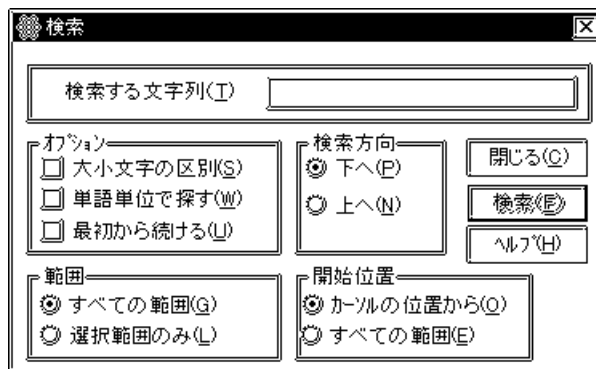 検索
検索する文字列(T)
オプション
大小文字の区別(S)
単語単位で探す(W)
最初から続ける(U)
検索方向
下へ(P)
上へ(N)
閉じる(C)
検索(F)
ヘルプ(H)
範囲
すべての範囲(G)
選択範囲のみ(L)
開始位置
カーソルの位置から(O)
すべての範囲(E)